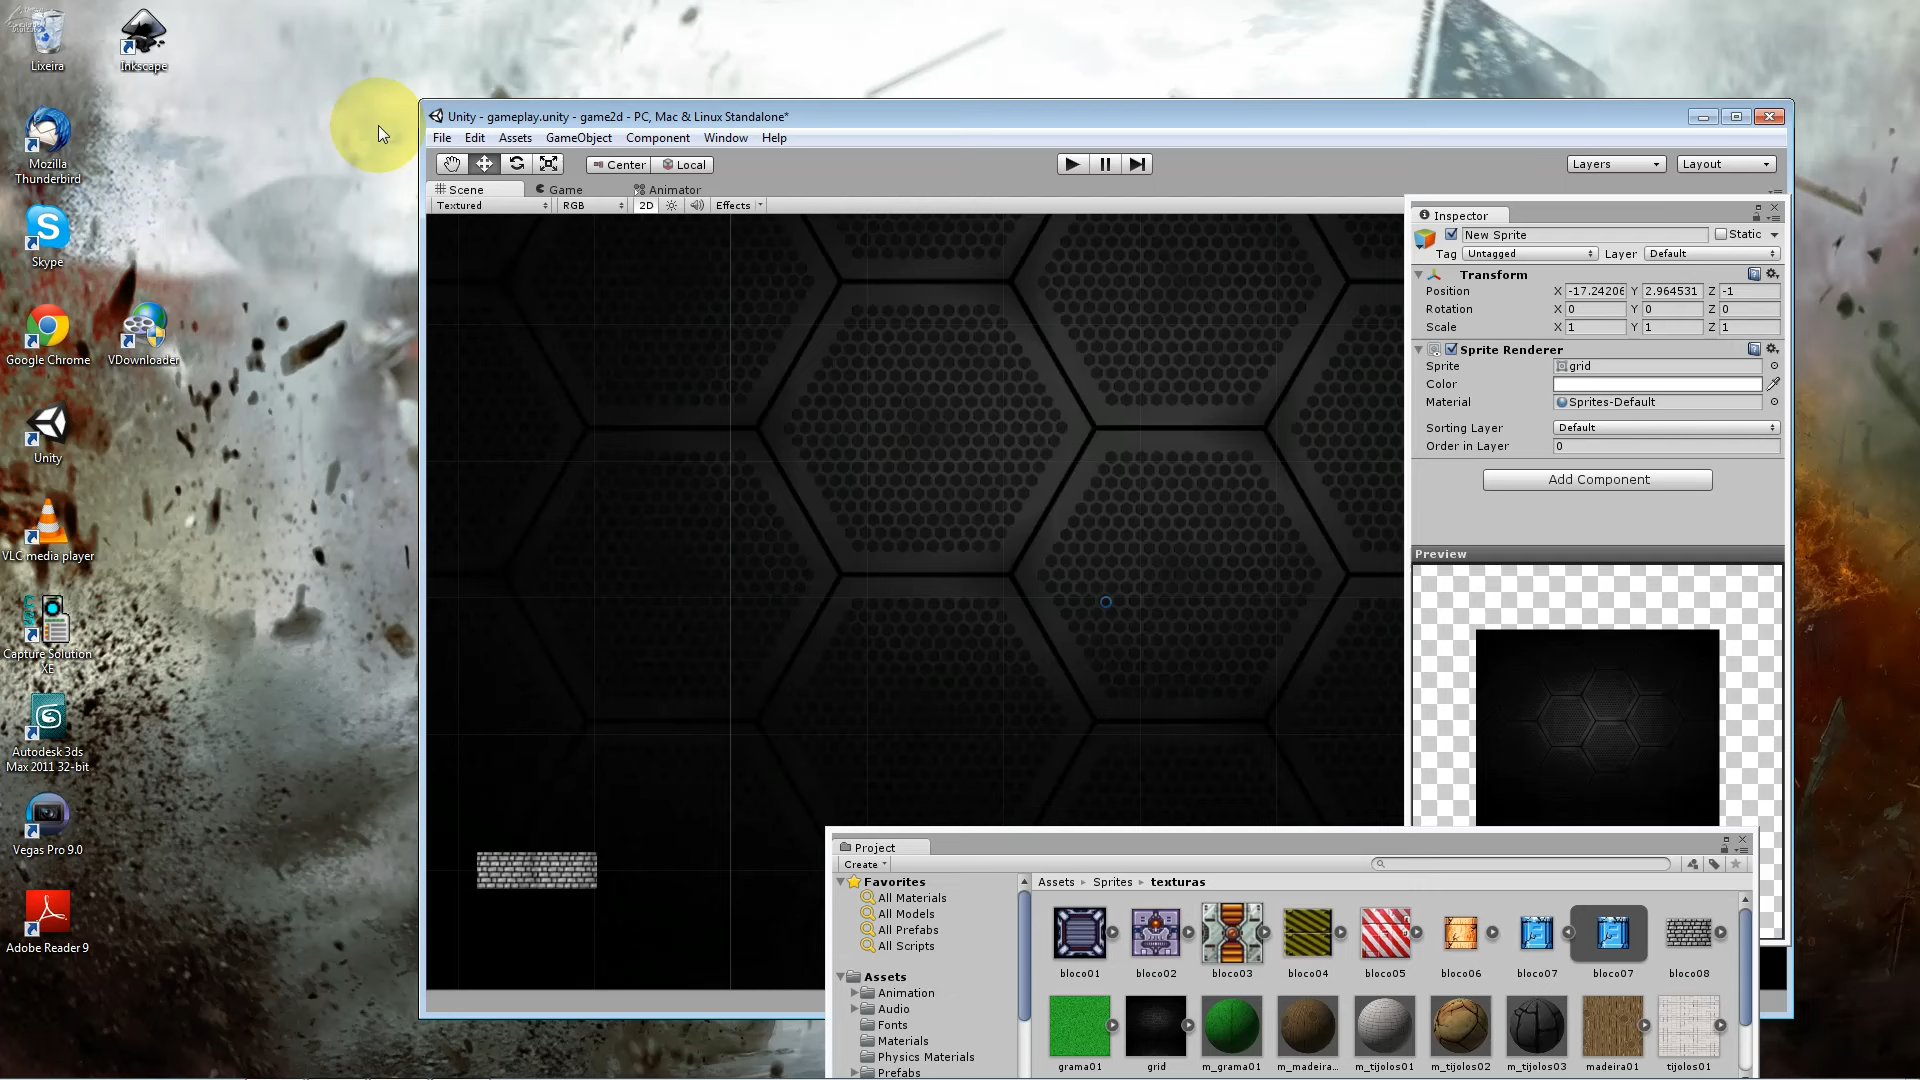 Lixeira
Inkscape
Mozilla
Thunderbird
Skype
Google Chrome
VDownloader
Unity
VLC media player
Capture Solution
XE
Autodesk 3ds
Max 2011 32-bit
Vegas Pro 9.0
Adobe Reader 9
Unity - gameplay.unity - game2d - PC, Mac & Linux Standalone*
File Edit Assets GameObject Component Window Help
Center Local
Layers Layout
Scene Game Animator
Textured RGB 2D Effects
Inspector
New Sprite Static
Tag Untagged Layer Default
Transform
Position X -17.24206 Y 2.964531 Z -1
Rotation X 0 Y 0 Z 0
Scale X 1 Y 1 Z 1
Sprite Renderer
Sprite grid
Color
Material Sprites-Default
Sorting Layer Default
Order in Layer 0
Add Component
Preview
Project
Create
Favorites
All Materials
All Models
All Prefabs
All Scripts
Assets
Animation
Audio
Fonts
Materials
Physics Materials
Prefabs
Assets Sprites texturas
bloco01 bloco02 bloco03 bloco04 bloco05 bloco06 bloco07 bloco07 bloco08
grama01 grid m_grama01 m_madeira... m_tijolos01 m_tijolos02 m_tijolos03 madeira01 tijolos01